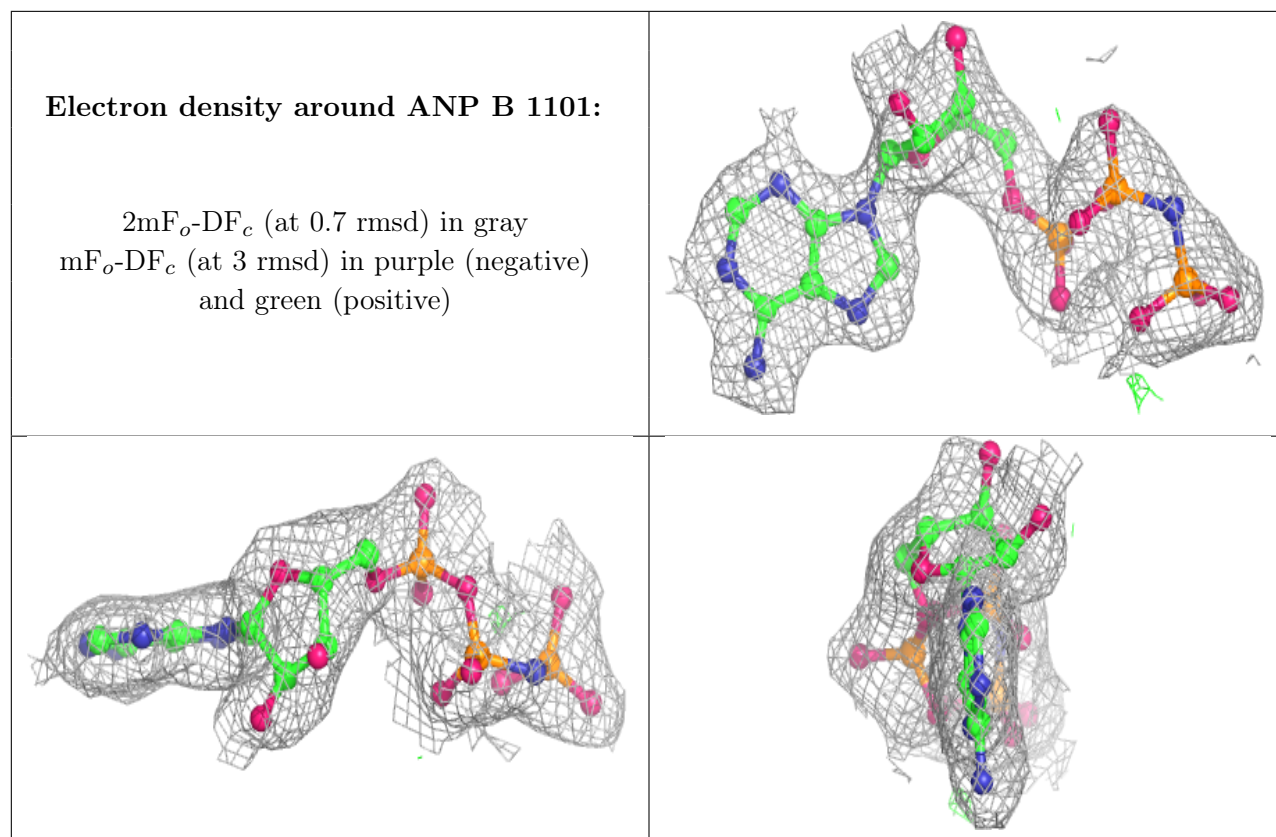 Electron density around ANP B 1101:
2mFo-DFc (at 0.7 rmsd) in gray
mFo-DFc (at 3 rmsd) in purple (negative)
and green (positive)